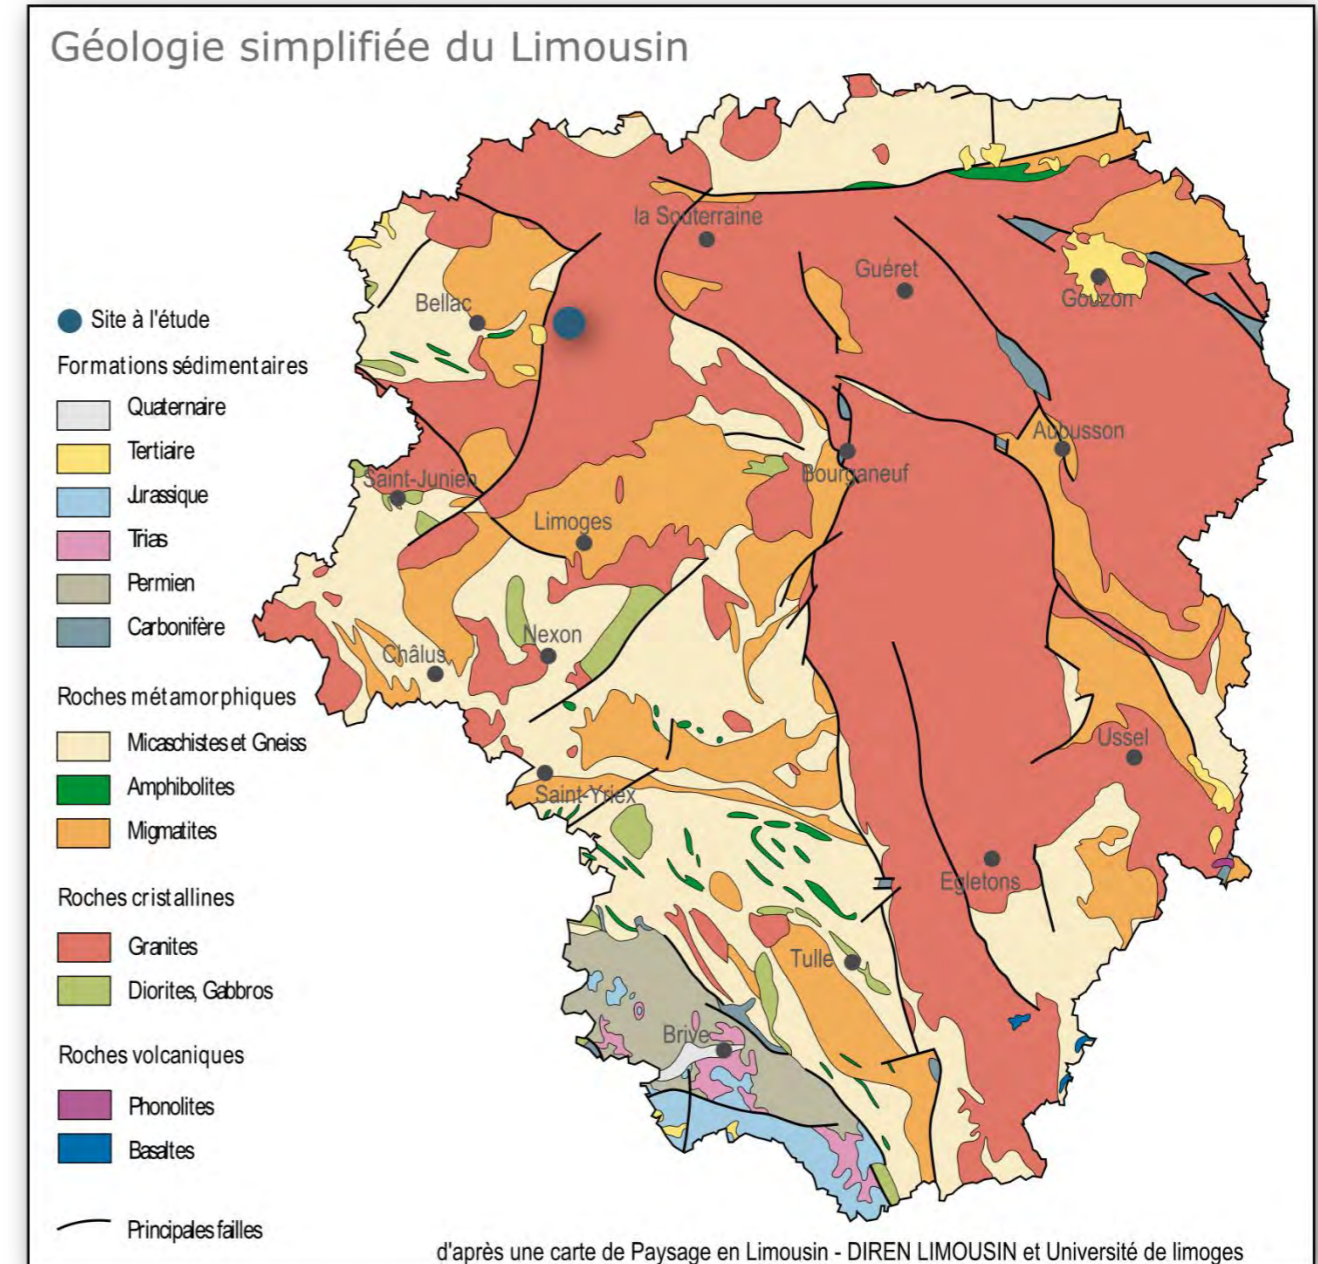 Géologie simplifiée du Limousin
la Souterraine
Guéret
Gouzon
Bellac
Site à l'étude
Formations sédimentaires
Quaternaire
Tertiaire
Jurassique
Trias
Permien
Carbonifère
Aubusson
Bourganeuf
Saint-Junien
Limoges
Nexon
Châlus
Roches métamorphiques
Micaschistes et Gneiss
Amphibolites
Migmatites
Ussel
Saint-Yriex
Egletons
Roches cristallines
Granites
Diorites, Gabbros
Tulle
Brive
Roches volcaniques
Phonolites
Basaltes
Principales failles
d'après une carte de Paysage en Limousin - DIREN LIMOUSIN et Université de limoges